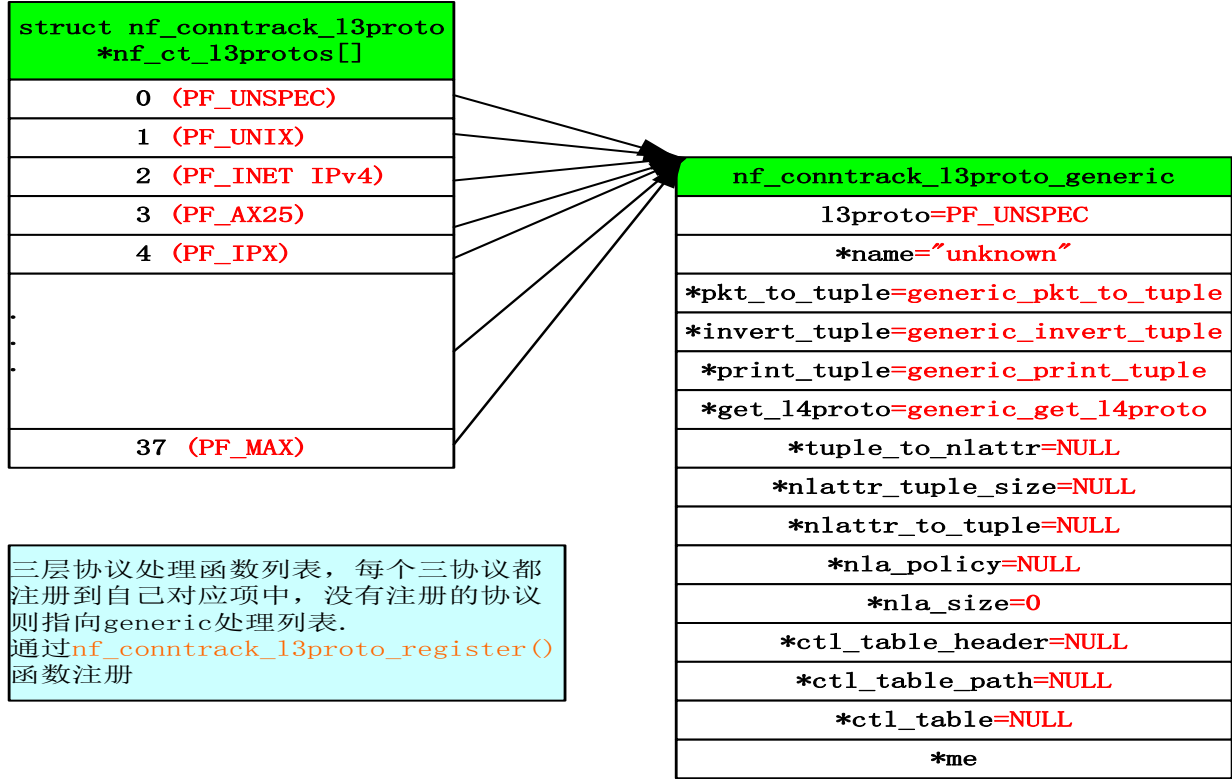 struct nf_conntrack_l3proto
*nf_ct_l3protos[]
0 (PF_UNSPEC)
1 (PF_UNIX)
2 (PF_INET IPv4)
3 (PF_AX25)
4 (PF_IPX)
.
.
.
37 (PF_MAX)
nf_conntrack_l3proto_generic
l3proto=PF_UNSPEC
*name="unknown"
*pkt_to_tuple=generic_pkt_to_tuple
*invert_tuple=generic_invert_tuple
*print_tuple=generic_print_tuple
*get_l4proto=generic_get_l4proto
*tuple_to_nlattr=NULL
*nlattr_tuple_size=NULL
*nlattr_to_tuple=NULL
*nla_policy=NULL
*nla_size=0
*ctl_table_header=NULL
*ctl_table_path=NULL
*ctl_table=NULL
*me
三层协议处理函数列表，每个三协议都
注册到自己对应项中，没有注册的协议
则指向generic处理列表.
通过nf_conntrack_l3proto_register()
函数注册